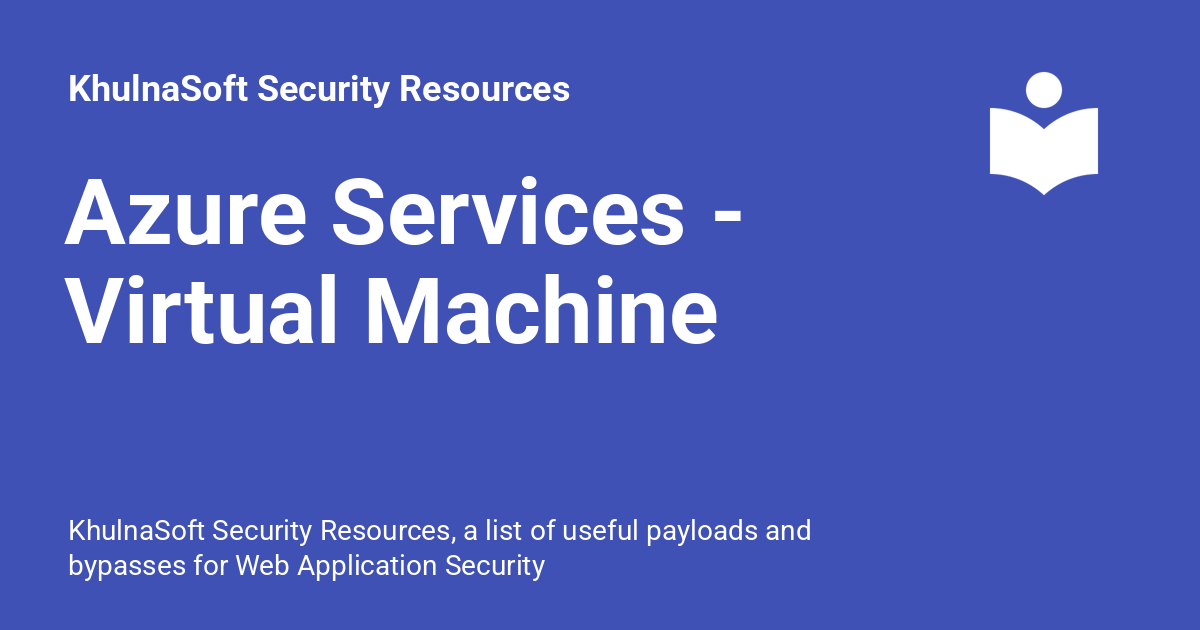 KhulnaSoft Security Resources
Azure Services -
Virtual Machine
KhulnaSoft Security Resources, a list of useful payloads and
bypasses for Web Application Security